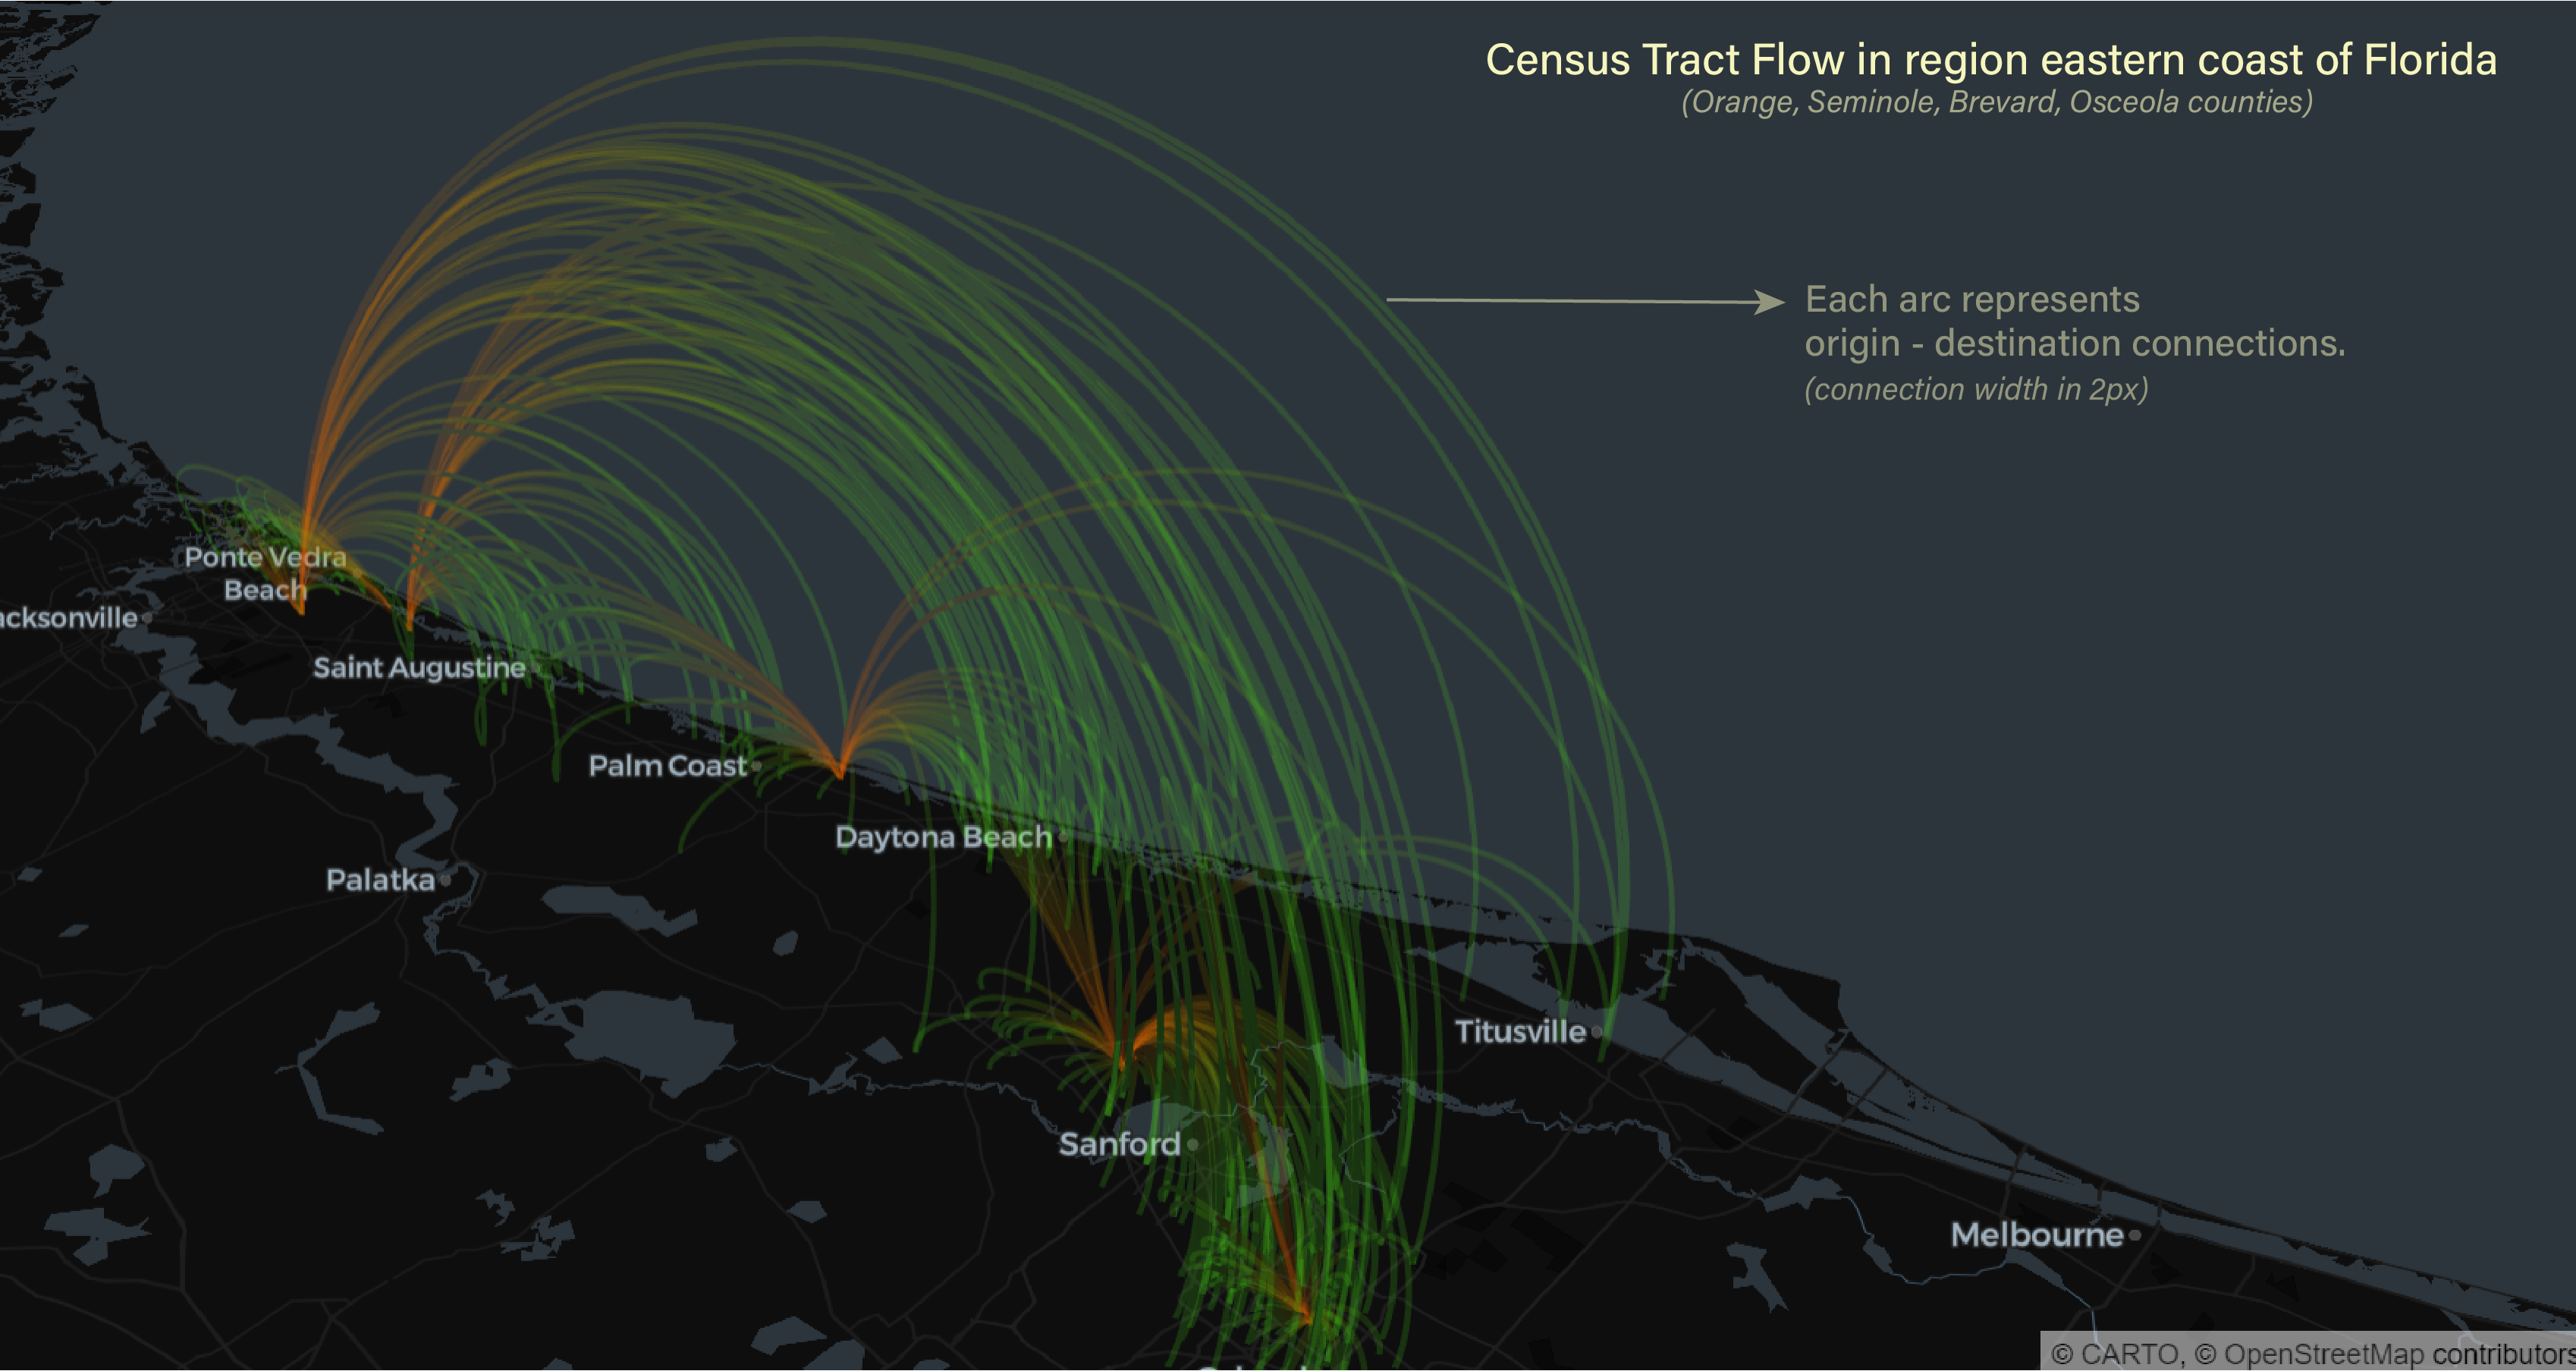 Census Tract Flow in region eastern coast of Florida
(Orange, Seminole, Brevard, Osceola counties)
Each arc represents
origin - destination connections.
(connection width in 2px)
Ponte Vedra
Beach
acksonville
Saint Augustine
Palm Coast
Daytona Beach
Palatka
Titusville
Sanford
Melbourne
© CARTO, © OpenStreetMap contributors